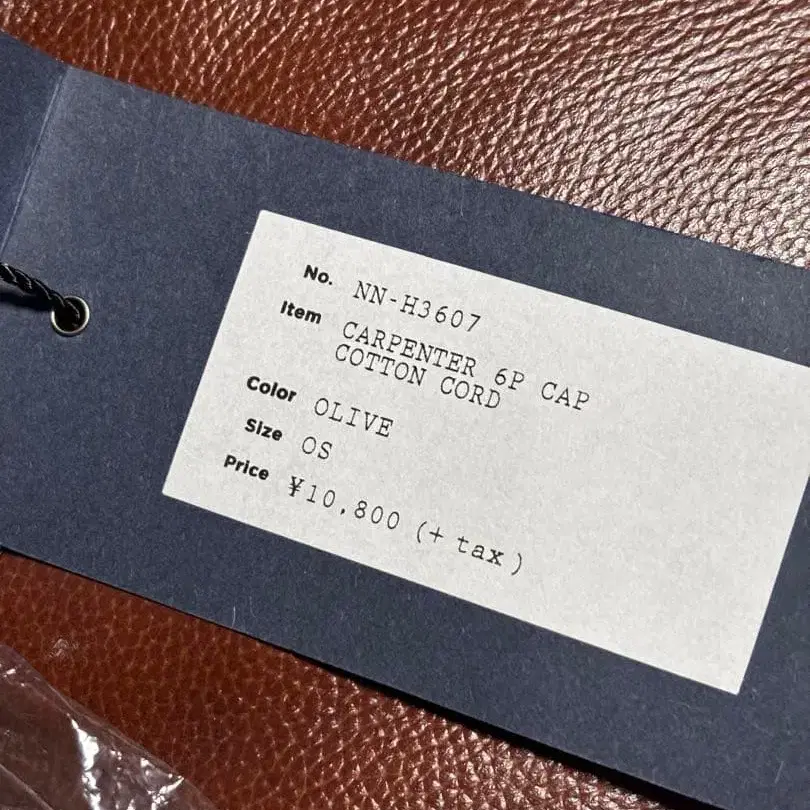 No. NN-H3607
Item CARPENTER 6P CAP
COTTON CORD
Color OLIVE
Size OS
Price ¥10,800 (+ tax)